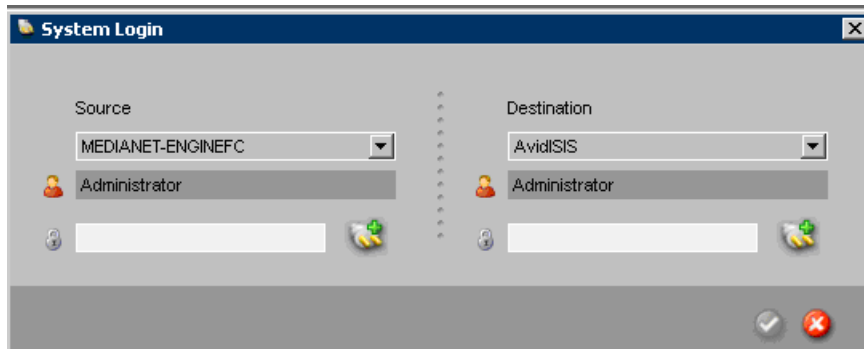 System Login
Source
MEDIANET-ENGINEFC
Administrator
Destination
AvidISIS
Administrator